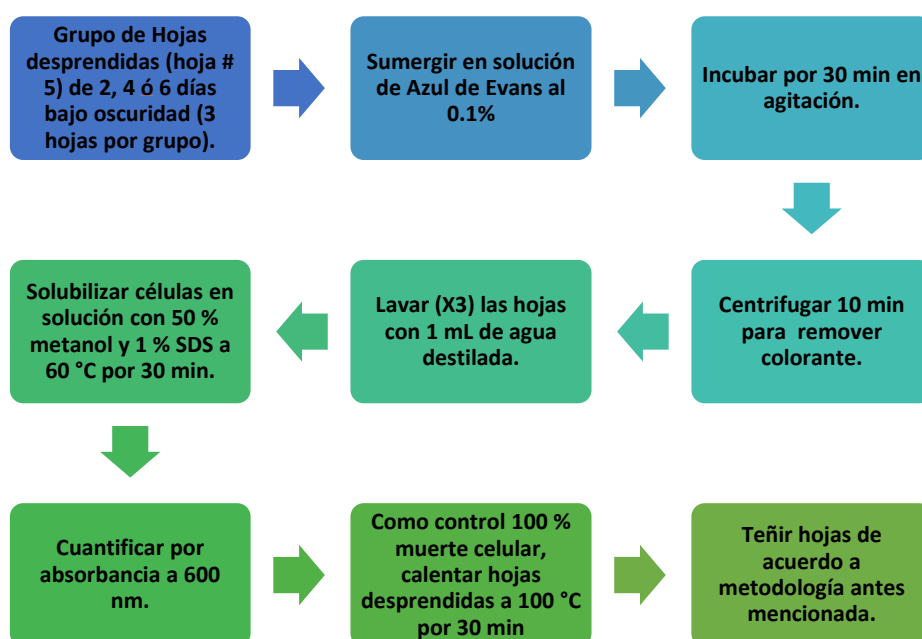 Grupo de Hojas
desprendidas (hoja #
5) de 2, 4 ó 6 días
bajo oscuridad (3
hojas por grupo).
Sumergir en solución
de Azul de Evans al
0.1%
Incubar por 30 min en
agitación.
Centrifugar 10 min
para remover
colorante.
Lavar (X3) las hojas
con 1 mL de agua
destilada.
Solubilizar células en
solución con 50 %
metanol y 1 % SDS a
60 °C por 30 min.
Cuantificar por
absorbancia a 600
nm.
Como control 100 %
muerte celular,
calentar hojas
desprendidas a 100 °C
por 30 min
Teñir hojas de
acuerdo a
metodología antes
mencionada.